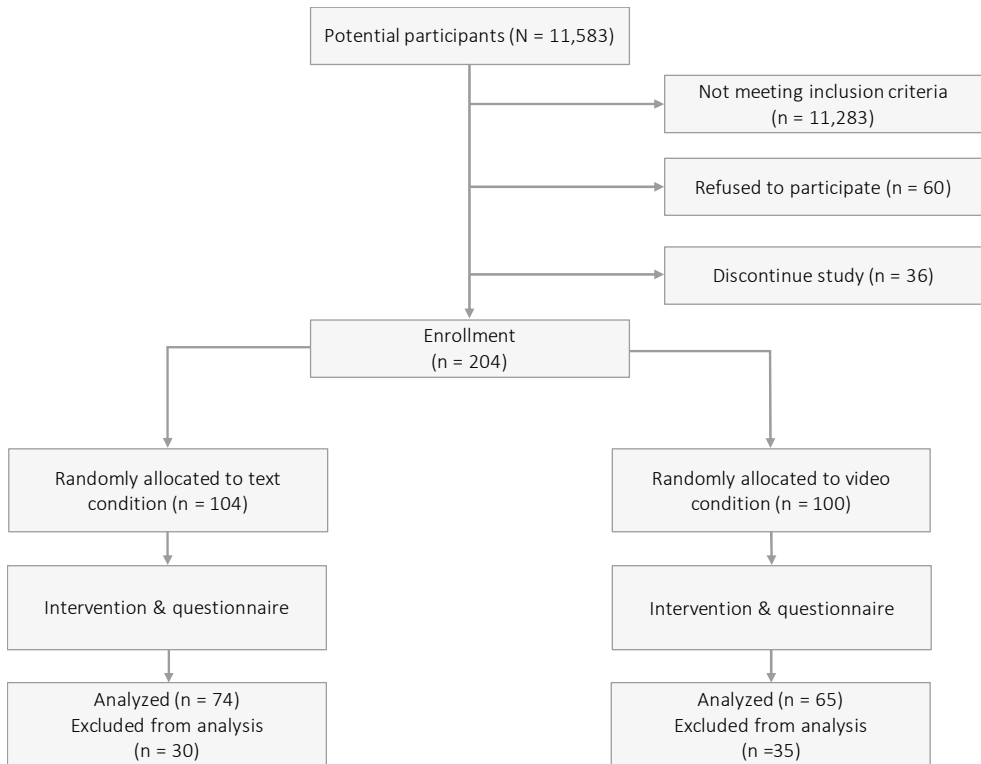 Potential participants (N = 11,583)
Not meeting inclusion criteria
(n = 11,283)
Refused to participate (n = 60)
Discontinue study (n = 36)
Enrollment
(n = 204)
Randomly allocated to text
condition (n = 104)
Randomly allocated to video
condition (n = 100)
Intervention & questionnaire
Intervention & questionnaire
Analyzed (n = 74)
Excluded from analysis
(n = 30)
Analyzed (n = 65)
Excluded from analysis
(n =35)